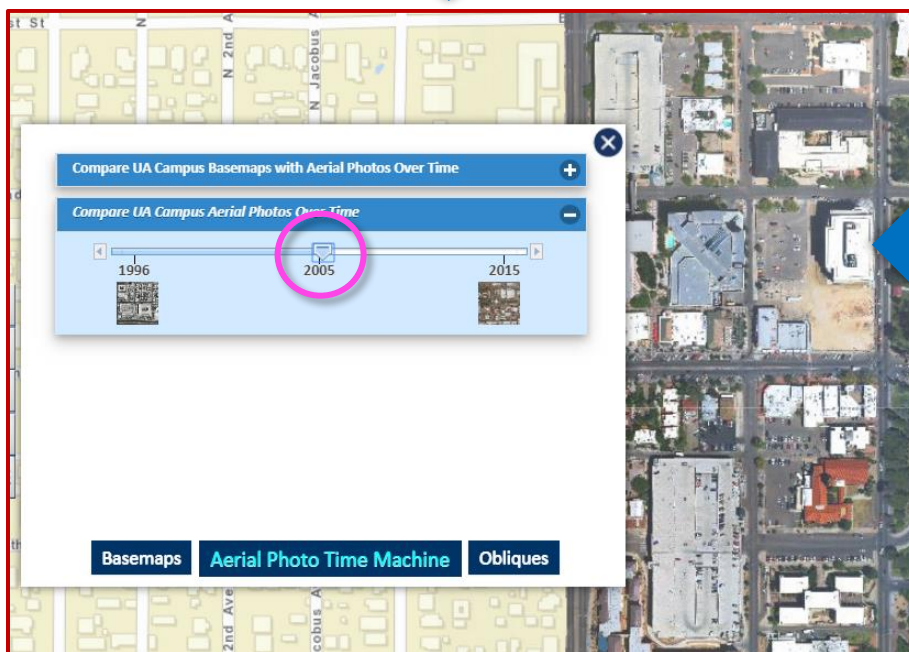 st St
N
N 2nd A
N Jacobus A
Compare UA Campus Basemaps with Aerial Photos Over Time
Compare UA Campus Aerial Photos Over Time
1996
2005
2015
Basemaps
Aerial Photo Time Machine
Obliques
th
2nd Ave
cobus A